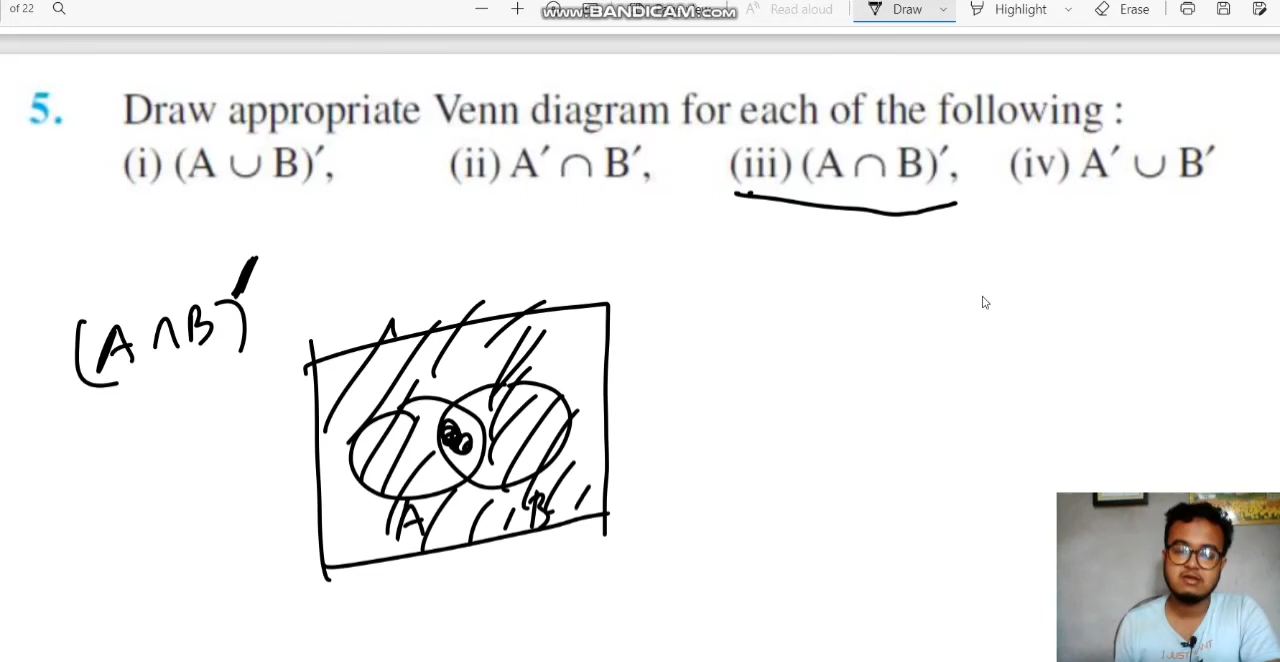 of 22
www.BANDICAM.com
Read aloud
Draw
Highlight
Erase
5. Draw appropriate Venn diagram for each of the following :
(i) (A ∪ B)′, (ii) A′ ∩ B′, (iii) (A ∩ B)′, (iv) A′ ∪ B′
(A ∩ B)'
A
B
I JUST